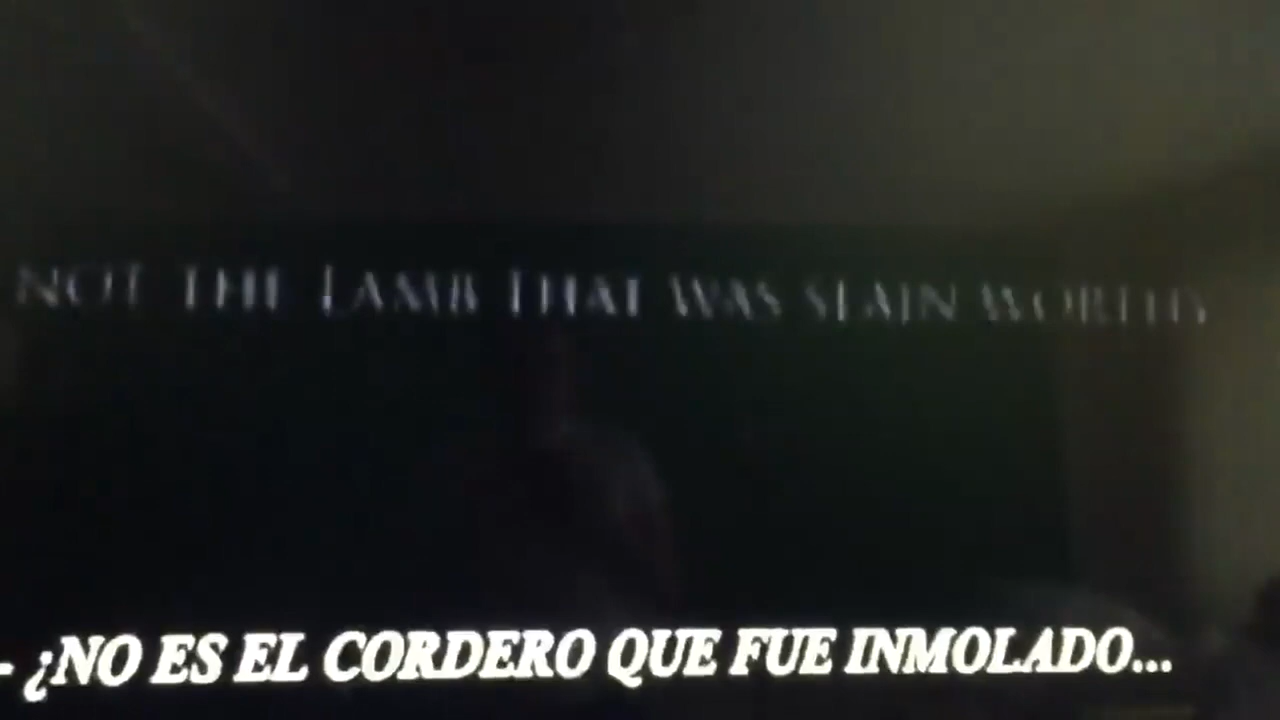 NOT THE LAMB THAT WAS SLAIN WORTHY
- ¿NO ES EL CORDERO QUE FUE INMOLADO...